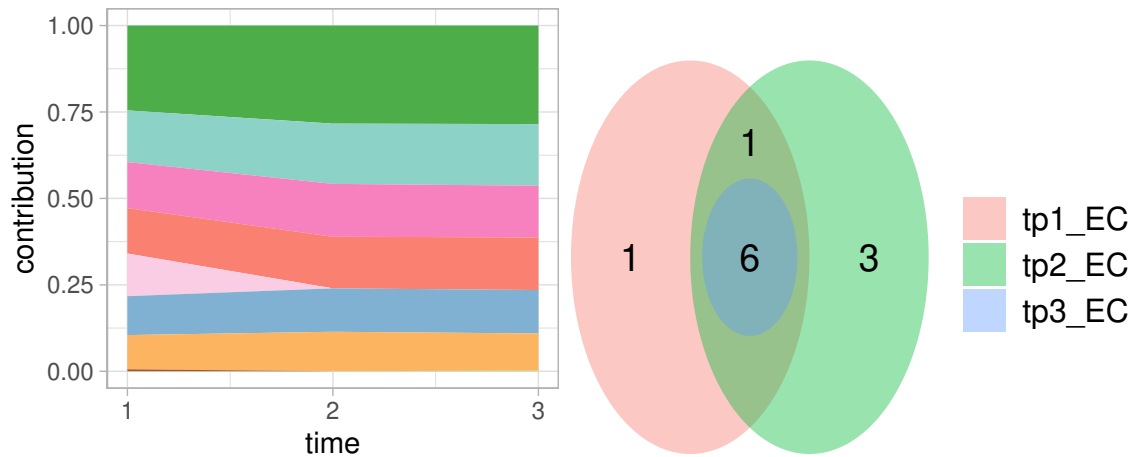 1.00
0.75
0.50
0.25
0.00
contribution
1
2
3
time
1
1
6
3
tp1_EC
tp2_EC
tp3_EC